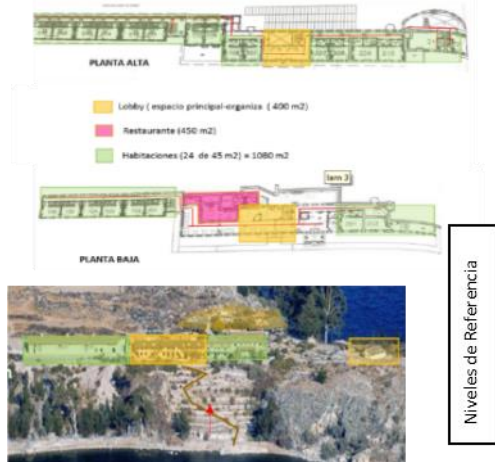 PLANTA ALTA
Lobby ( espacio principal-organiza ( 400 m2)
Restaurante (450 m2)
Habitaciones (24 de 45 m2) = 1080 m2
PLANTA BAJA
Niveles de Referencia